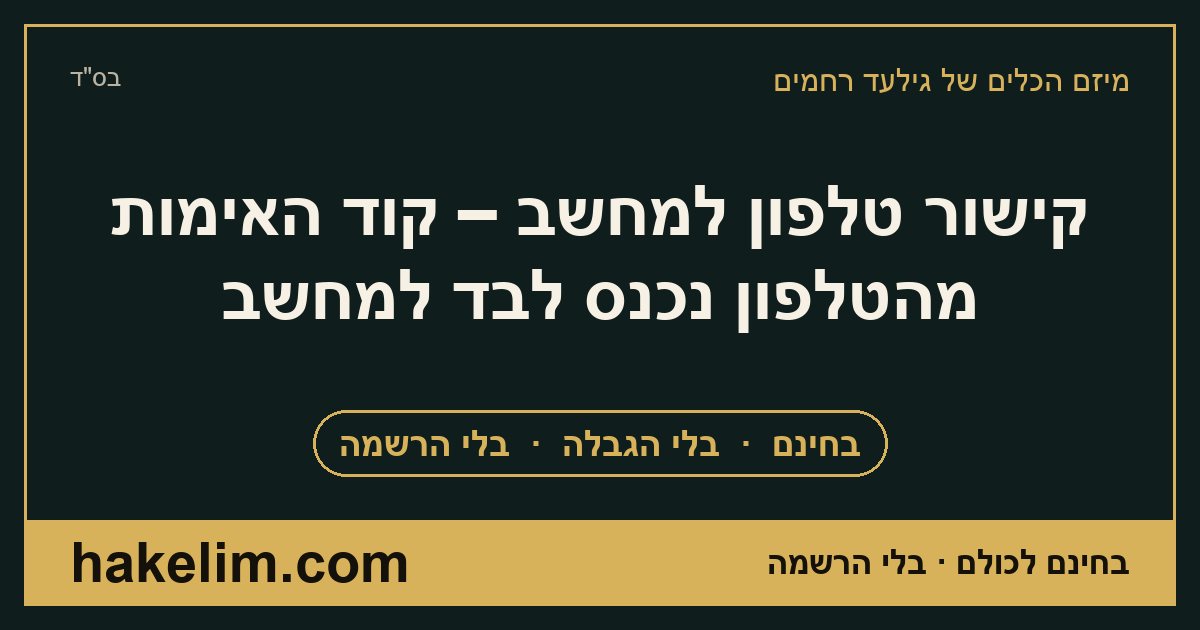 מיזם הכלים של גילעד רחמים
בס"ד
קישור טלפון למחשב – קוד האימות
מהטלפון נכנס לבד למחשב
בחינם · בלי הגבלה · בלי הרשמה
בחינם לכולם · בלי הרשמה
hakelim.com